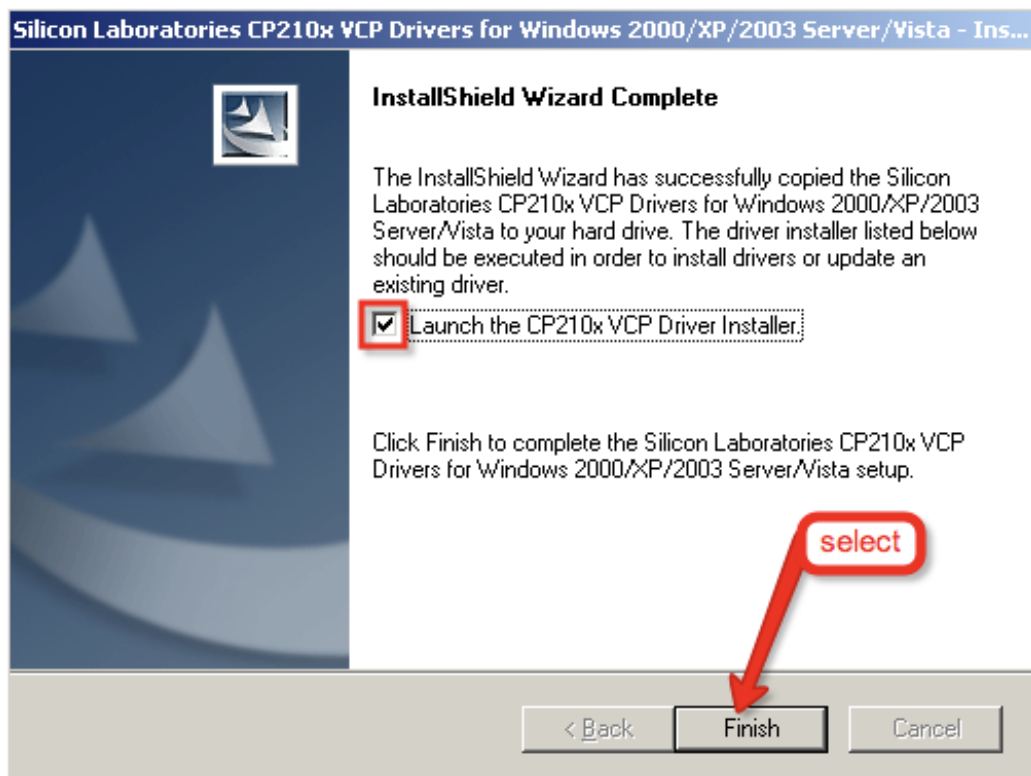 Silicon Laboratories CP210x VCP Drivers for Windows 2000/XP/2003 Server/Vista - Ins...
InstallShield Wizard Complete
The InstallShield Wizard has successfully copied the Silicon
Laboratories CP210x VCP Drivers for Windows 2000/XP/2003
Server/Vista to your hard drive. The driver installer listed below
should be executed in order to install drivers or update an
existing driver.
Launch the CP210x VCP Driver Installer.
Click Finish to complete the Silicon Laboratories CP210x VCP
Drivers for Windows 2000/XP/2003 Server/Vista setup.
select
< Back Finish Cancel